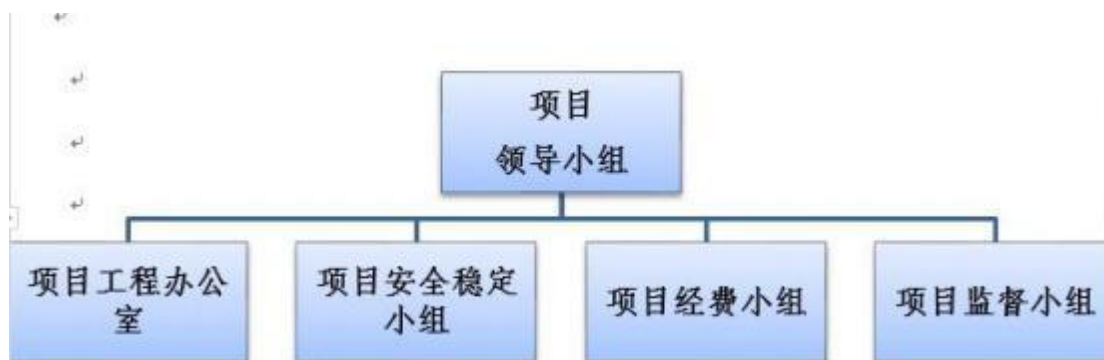 项目
领导小组
项目工程办公
室
项目安全稳定
小组
项目经费小组
项目监督小组